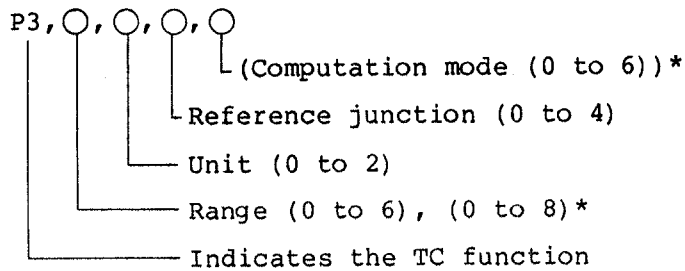 P3,○,○,○,○
(Computation mode (0 to 6))*
Reference junction (0 to 4)
Unit (0 to 2)
Range (0 to 6), (0 to 8)*
Indicates the TC function